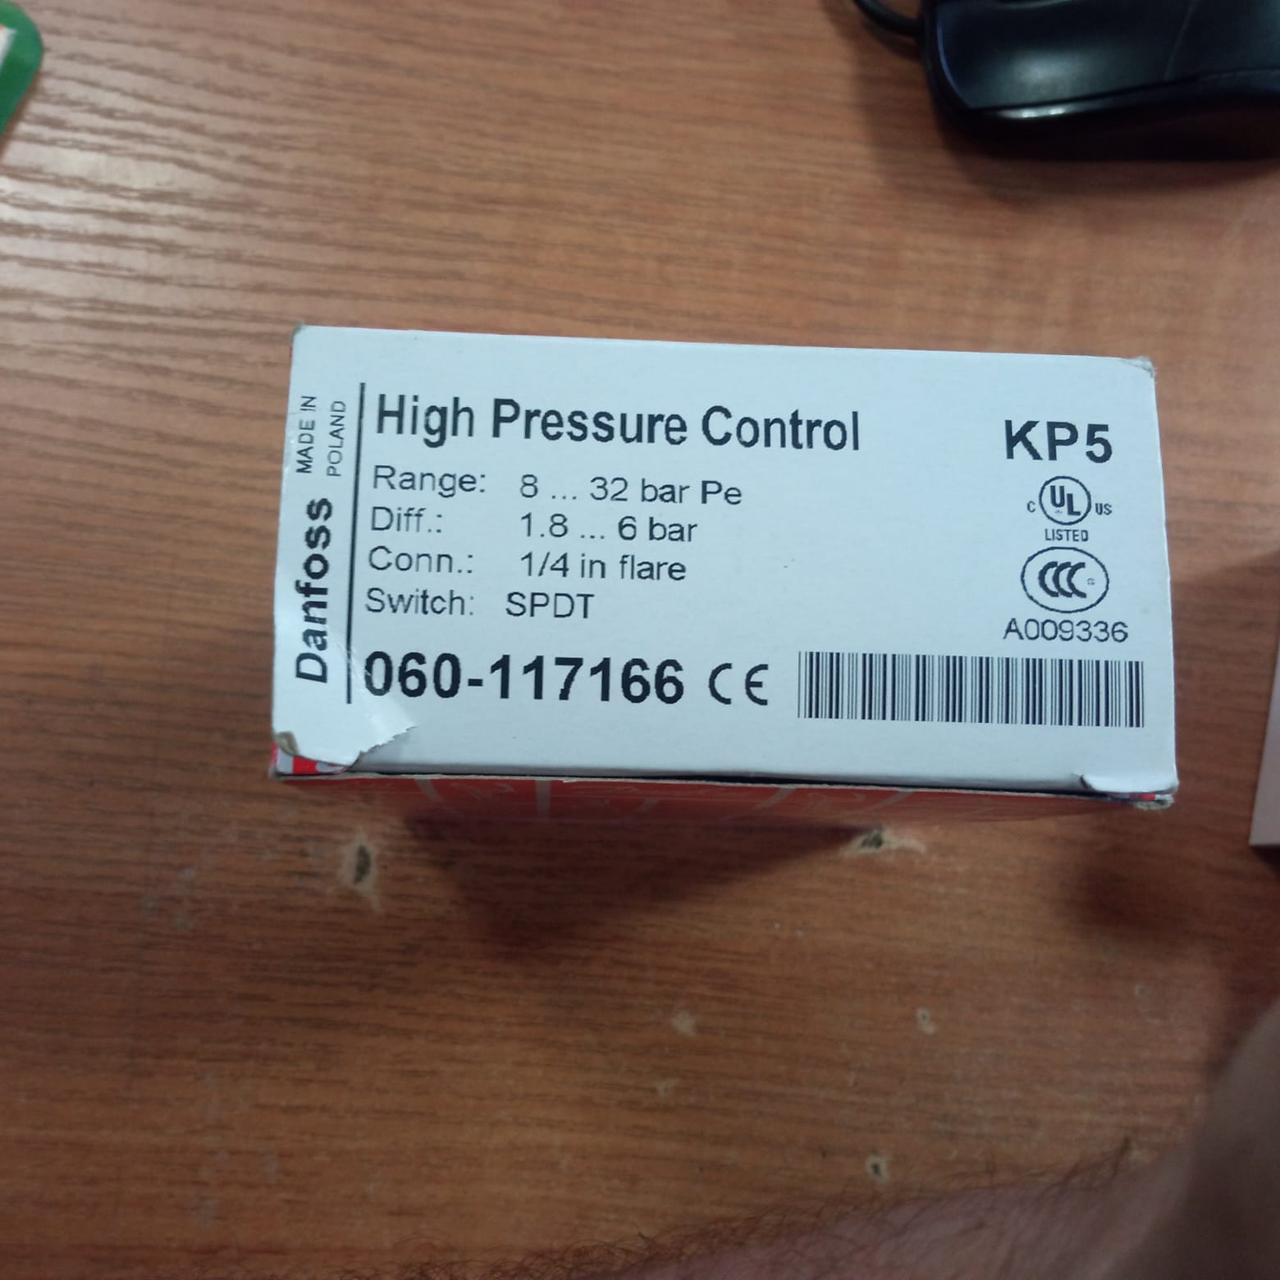 MADE IN
POLAND
Danfoss
High Pressure Control
KP5
Range: 8 ... 32 bar Pe
Diff.: 1.8 ... 6 bar
Conn.: 1/4 in flare
Switch: SPDT
C UL US
LISTED
CCC
A009336
060-117166 CE